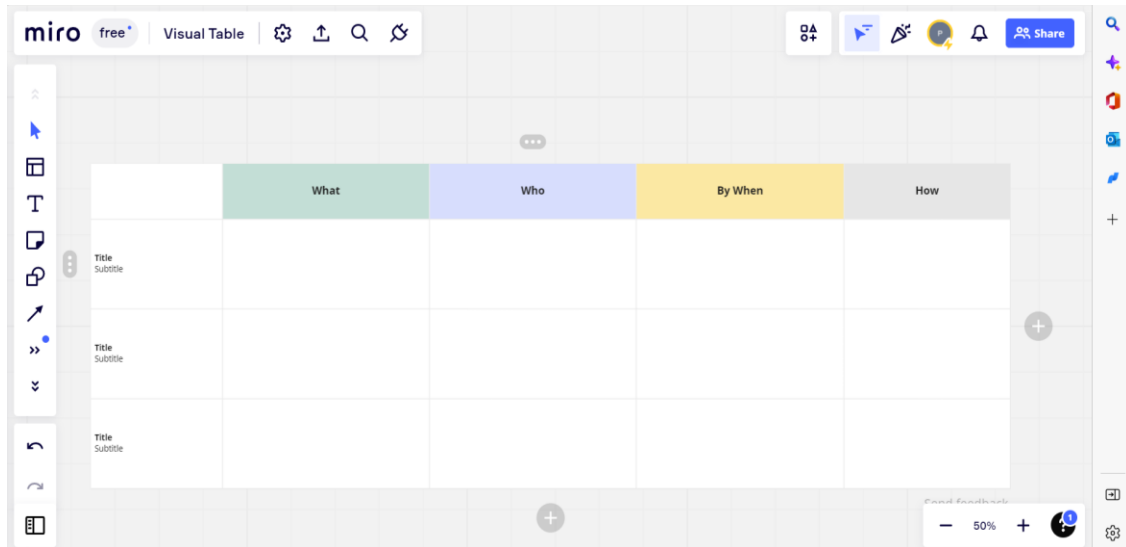 miro free Visual Table
P
Share
What Who By When How
Title
Subtitle
Title
Subtitle
Title
Subtitle
Send feedback
50%
1